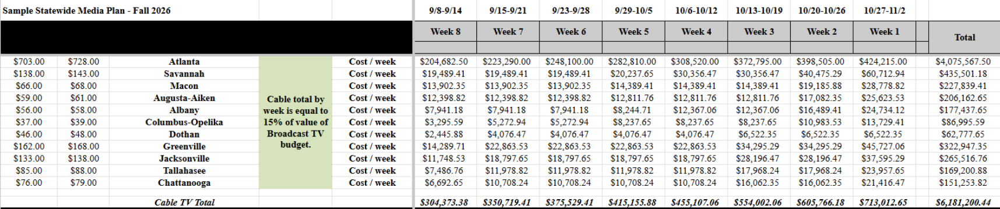 Sample Statewide Media Plan - Fall 2026 9/8-9/14 9/15-9/21 9/23-9/28 9/29-10/5 10/6-10/12 10/13-10/19 10/20-10/26 10/27-11/2
Week 8 Week 7 Week 6 Week 5 Week 4 Week 3 Week 2 Week 1 Total
$703.00 $728.00 Atlanta Cost / week $204,682.50 $223,290.00 $248,100.00 $282,810.00 $308,520.00 $372,795.00 $398,505.00 $424,215.00 $4,075,567.50
$138.00 $143.00 Savannah Cost / week $19,489.41 $19,489.41 $19,489.41 $20,237.65 $30,356.47 $30,356.47 $40,475.29 $60,712.94 $435,501.18
$66.00 $68.00 Macon Cost / week $13,902.35 $13,902.35 $13,902.35 $14,389.41 $14,389.41 $14,389.41 $19,185.88 $28,778.82 $227,839.41
$59.00 $61.00 Augusta-Aiken Cable total by Cost / week $12,398.82 $12,398.82 $12,398.82 $12,811.76 $12,811.76 $12,811.76 $17,082.35 $25,623.53 $206,162.65
$56.00 $58.00 Albany week is equal to Cost / week $7,941.18 $7,941.18 $7,941.18 $8,244.71 $12,367.06 $12,367.06 $16,489.41 $24,734.12 $177,437.65
$37.00 $39.00 Columbus-Opelika 15% of value of Cost / week $3,295.59 $5,272.94 $5,272.94 $8,237.65 $8,237.65 $8,237.65 $10,983.53 $13,729.41 $86,995.59
$46.00 $48.00 Dothan Broadcast TV Cost / week $2,445.88 $4,076.47 $4,076.47 $4,076.47 $4,076.47 $6,522.35 $6,522.35 $6,522.35 $62,777.65
$162.00 $168.00 Greenville budget. Cost / week $14,289.71 $22,863.53 $22,863.53 $22,863.53 $22,863.53 $34,295.29 $34,295.29 $45,727.06 $322,947.35
$133.00 $138.00 Jacksonville Cost / week $11,748.53 $18,797.65 $18,797.65 $18,797.65 $18,797.65 $28,196.47 $28,196.47 $37,595.29 $265,516.76
$85.00 $88.00 Tallahasee Cost / week $7,486.76 $11,978.82 $11,978.82 $11,978.82 $11,978.82 $17,968.24 $17,968.24 $23,957.65 $169,200.88
$76.00 $79.00 Chattanooga Cost / week $6,692.65 $10,708.24 $10,708.24 $10,708.24 $10,708.24 $16,062.35 $16,062.35 $21,416.47 $151,253.82
Cable TV Total $304,373.38 $350,719.41 $375,529.41 $415,155.88 $455,107.06 $554,002.06 $605,766.18 $713,012.65 $6,181,200.44